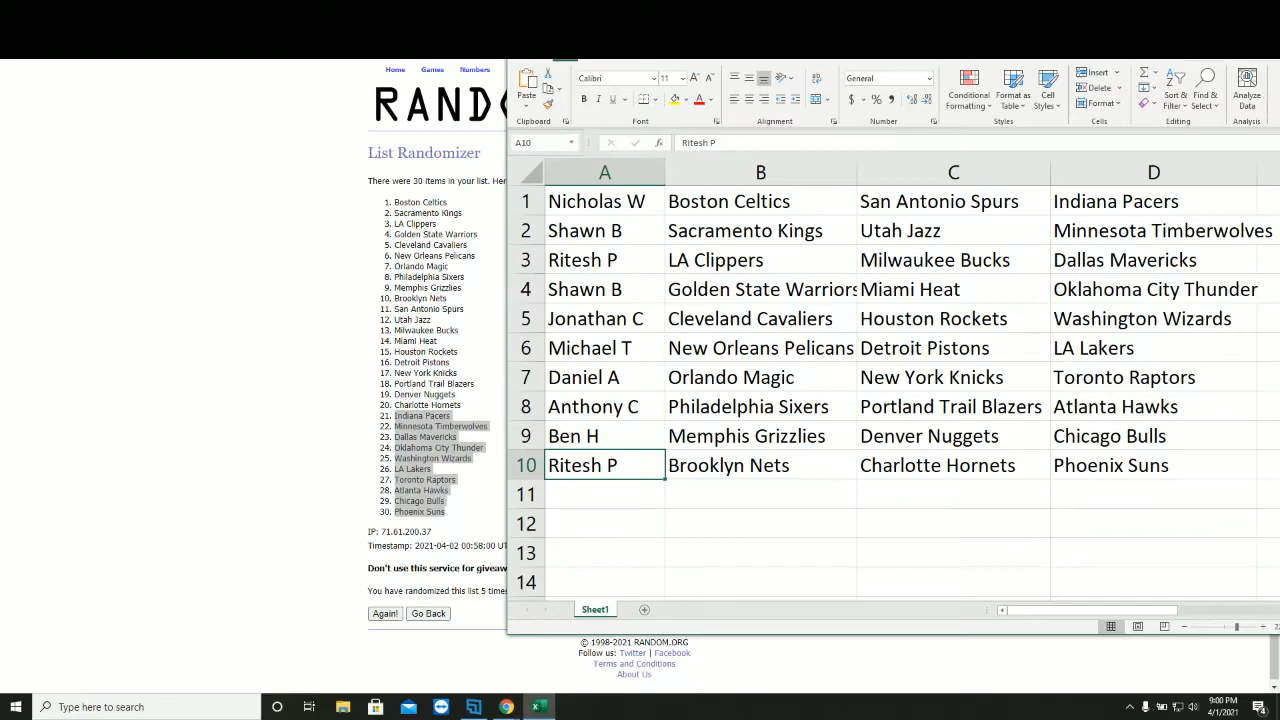 Home Games Numbers
RANDO
List Randomizer
There were 30 items in your list. Her
1. Boston Celtics
2. Sacramento Kings
3. LA Clippers
4. Golden State Warriors
5. Cleveland Cavaliers
6. New Orleans Pelicans
7. Orlando Magic
8. Philadelphia Sixers
9. Memphis Grizzlies
10. Brooklyn Nets
11. San Antonio Spurs
12. Utah Jazz
13. Milwaukee Bucks
14. Miami Heat
15. Houston Rockets
16. Detroit Pistons
17. New York Knicks
18. Portland Trail Blazers
19. Denver Nuggets
20. Charlotte Hornets
21. Indiana Pacers
22. Minnesota Timberwolves
23. Dallas Mavericks
24. Oklahoma City Thunder
25. Washington Wizards
26. LA Lakers
27. Toronto Raptors
28. Atlanta Hawks
29. Chicago Bulls
30. Phoenix Suns
IP: 71.61.200.37
Timestamp: 2021-04-02 00:58:00 UT
Don't use this service for giveaw
You have randomized this list 5 times
Again! Go Back
© 1998-2021 RANDOM.ORG
Follow us: Twitter | Facebook
Terms and Conditions
About Us
Paste
Clipboard
Calibri 11
B I U
Font
Alignment
General
$ % ,
Number
Conditional Formatting
Format as Table
Cell Styles
Styles
Insert
Delete
Format
Cells
Sort & Filter
Find & Select
Editing
Analyze Data
Analysis
A10 fx Ritesh P
A B C D
1 Nicholas W Boston Celtics San Antonio Spurs Indiana Pacers
2 Shawn B Sacramento Kings Utah Jazz Minnesota Timberwolves
3 Ritesh P LA Clippers Milwaukee Bucks Dallas Mavericks
4 Shawn B Golden State Warriors Miami Heat Oklahoma City Thunder
5 Jonathan C Cleveland Cavaliers Houston Rockets Washington Wizards
6 Michael T New Orleans Pelicans Detroit Pistons LA Lakers
7 Daniel A Orlando Magic New York Knicks Toronto Raptors
8 Anthony C Philadelphia Sixers Portland Trail Blazers Atlanta Hawks
9 Ben H Memphis Grizzlies Denver Nuggets Chicago Bulls
10 Ritesh P Brooklyn Nets Charlotte Hornets Phoenix Suns
11
12
13
14
Sheet1
Type here to search
9:00 PM
4/1/2021